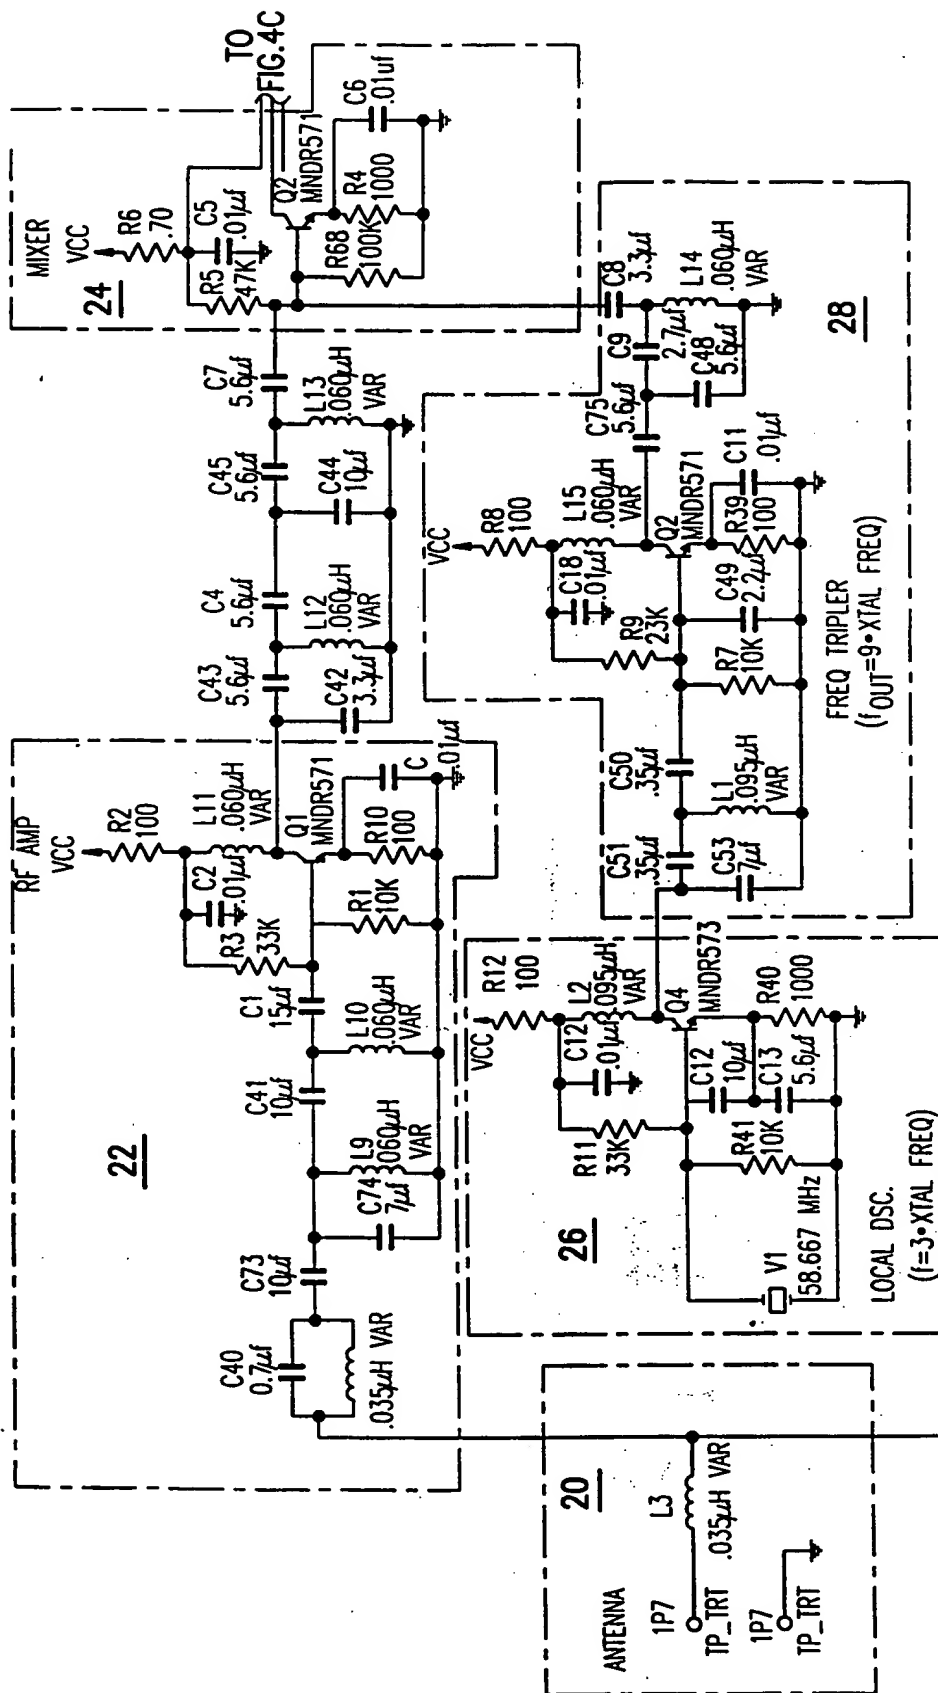 TO
FIG.4C
MIXER
VCC
R6
.70
C5
.01µf
R5
47K
24
Q2
MNDR571
C6
.01uf
R4
1000
R68
100K
C7
5.6µf
L13
.060µH
VAR
C45
5.6µf
C44
10µf
C4
5.6µf
L12
.060µH
VAR
C43
5.6µf
C42
3.3µf
RF AMP
VCC
R2
100
L11
.060µH
VAR
C2
.01µf
R3
33K
Q1
MNDR571
C
.01µf
R10
100
R1
10K
C1
15µf
L10
.060µH
VAR
C41
10µf
L9
.060µH
VAR
C74
7µf
C73
10µf
22
C40
0.7µf
.035µH VAR
C8
3.3µf
L14
.060µH
VAR
C9
2.7µf
C48
5.6µf
C75
5.6µf
28
VCC
R8
100
L15
.060µH
VAR
C18
.01µf
R9
23K
Q2
MNDR571
C11
.01µf
R39
100
C49
2.2µf
R7
10K
C50
.35µf
L1
.095µH
VAR
C51
.35µf
C53
7µf
FREQ TRIPLER
(fOUT=9•XTAL FREQ)
VCC
R12
100
L2
.095µH
VAR
C12
.01µf
R11
33K
Q4
MNDR573
R40
1000
C12
10µf
C13
5.6µf
R41
10K
26
V1
58.667 MHz
LOCAL DSC.
(f=3•XTAL FREQ)
20
L3
.035µH VAR
ANTENNA
1P7
TP_TRT
1P7
TP_TRT